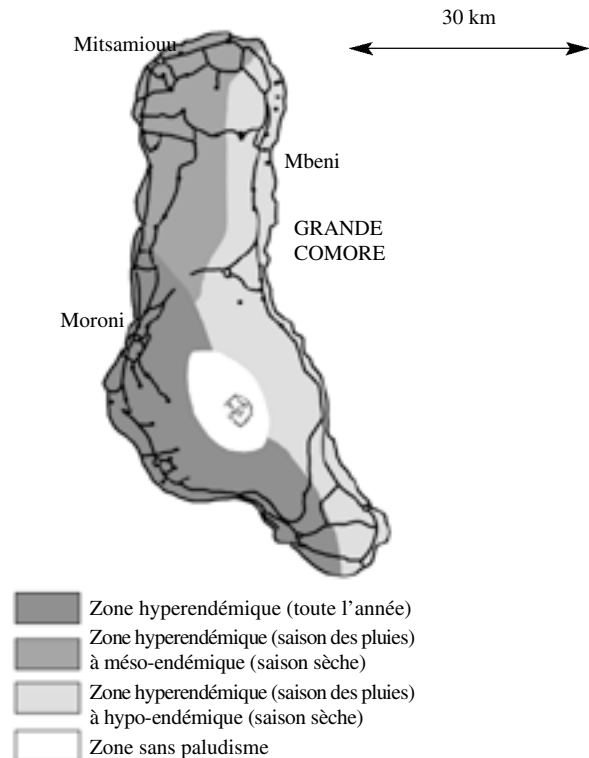 30 km
Mitsamiouu
Mbeni
GRANDE
COMORE
Moroni
Zone hyperendémique (toute l'année)
Zone hyperendémique (saison des pluies)
à méso-endémique (saison sèche)
Zone hyperendémique (saison des pluies)
à hypo-endémique (saison sèche)
Zone sans paludisme